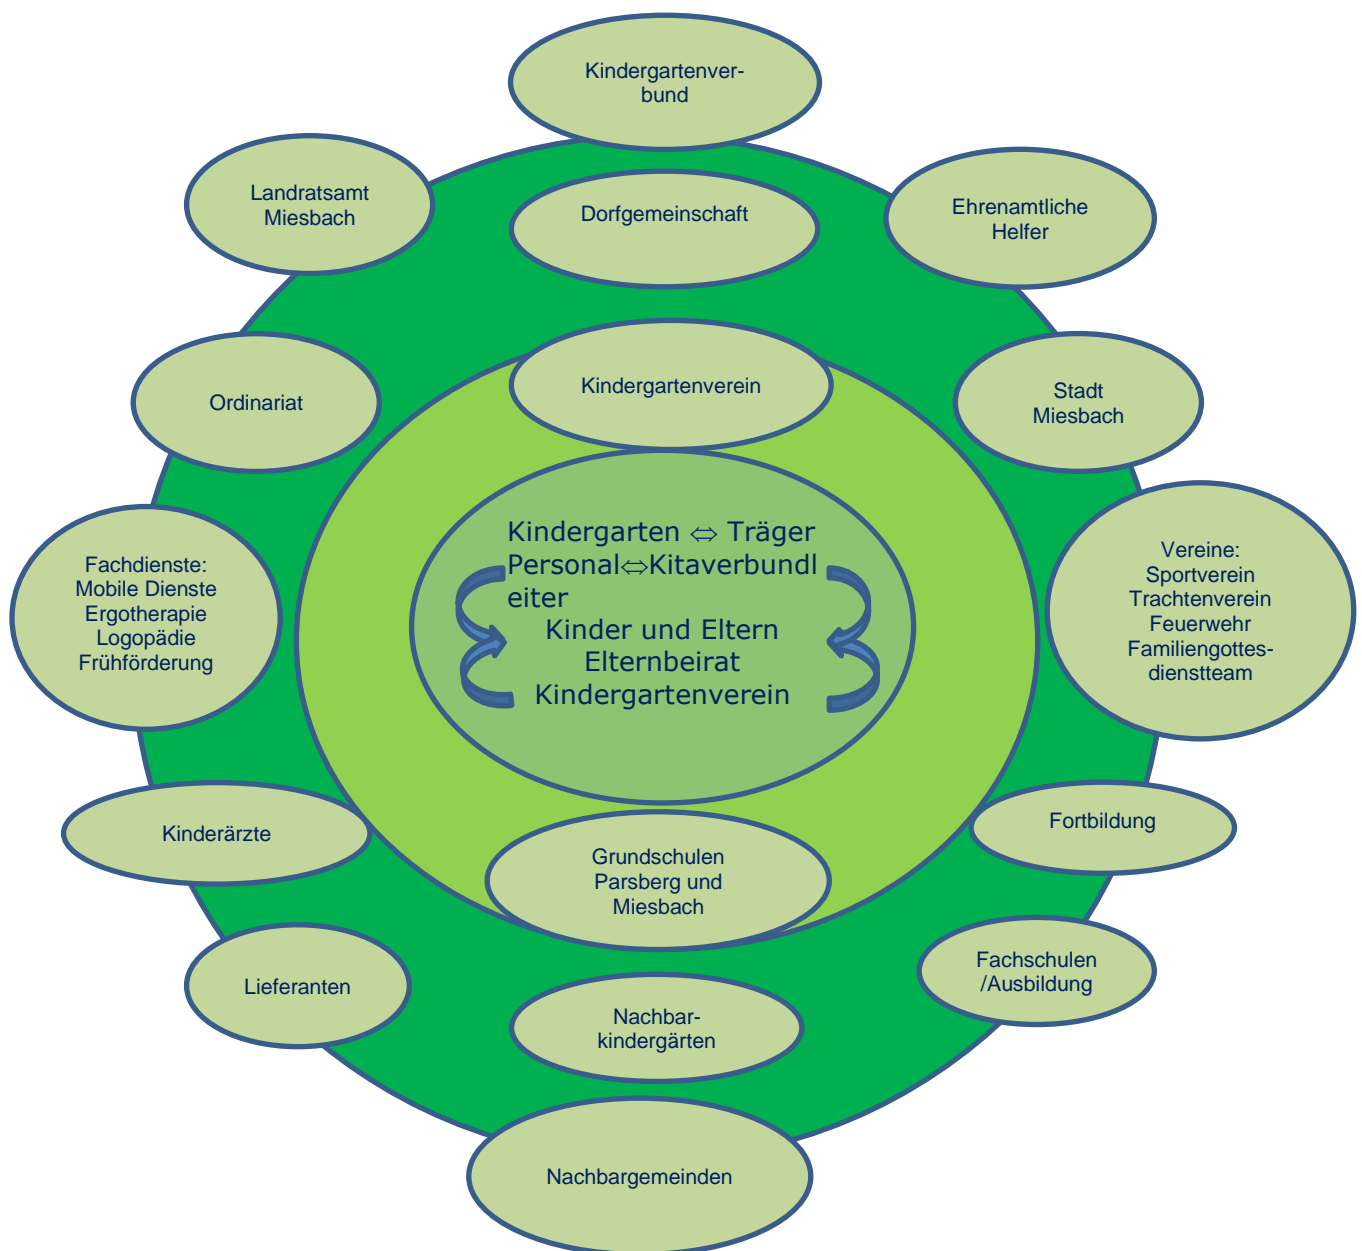 Kindergartenver-
bund
Landratsamt
Miesbach
Dorfgemeinschaft
Ehrenamtliche
Helfer
Ordinariat
Kindergartenverein
Stadt
Miesbach
Fachdienste:
Mobile Dienste
Ergotherapie
Logopädie
Frühförderung
Kindergarten ⇔ Träger
Personal⇔Kitaverbundl
eiter
Kinder und Eltern
Elternbeirat
Kindergartenverein
Vereine:
Sportverein
Trachtenverein
Feuerwehr
Familiengottes-
dienstteam
Kinderärzte
Grundschulen
Parsberg und
Miesbach
Fortbildung
Lieferanten
Nachbar-
kindergärten
Fachschulen
/Ausbildung
Nachbargemeinden